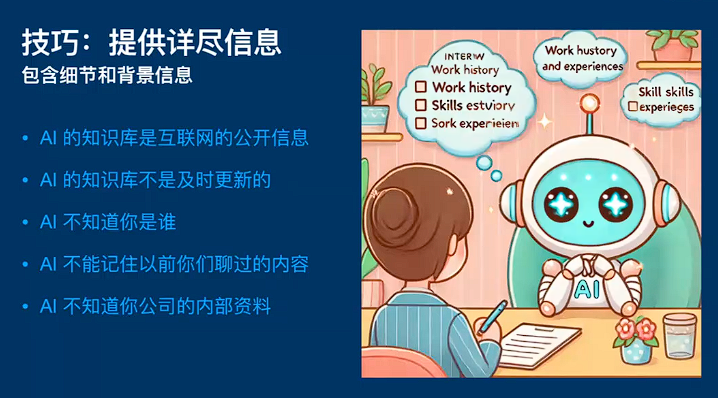 技巧：提供详尽信息
包含细节和背景信息
• AI 的知识库是互联网的公开信息
• AI 的知识库不是及时更新的
• AI 不知道你是谁
• AI 不能记住以前你们聊过的内容
• AI 不知道你公司的内部资料
INTERW
Work history
Work history
Skills estviory
Sork experieien
Work hustory
and experiences
Skill skills
experieges
AI